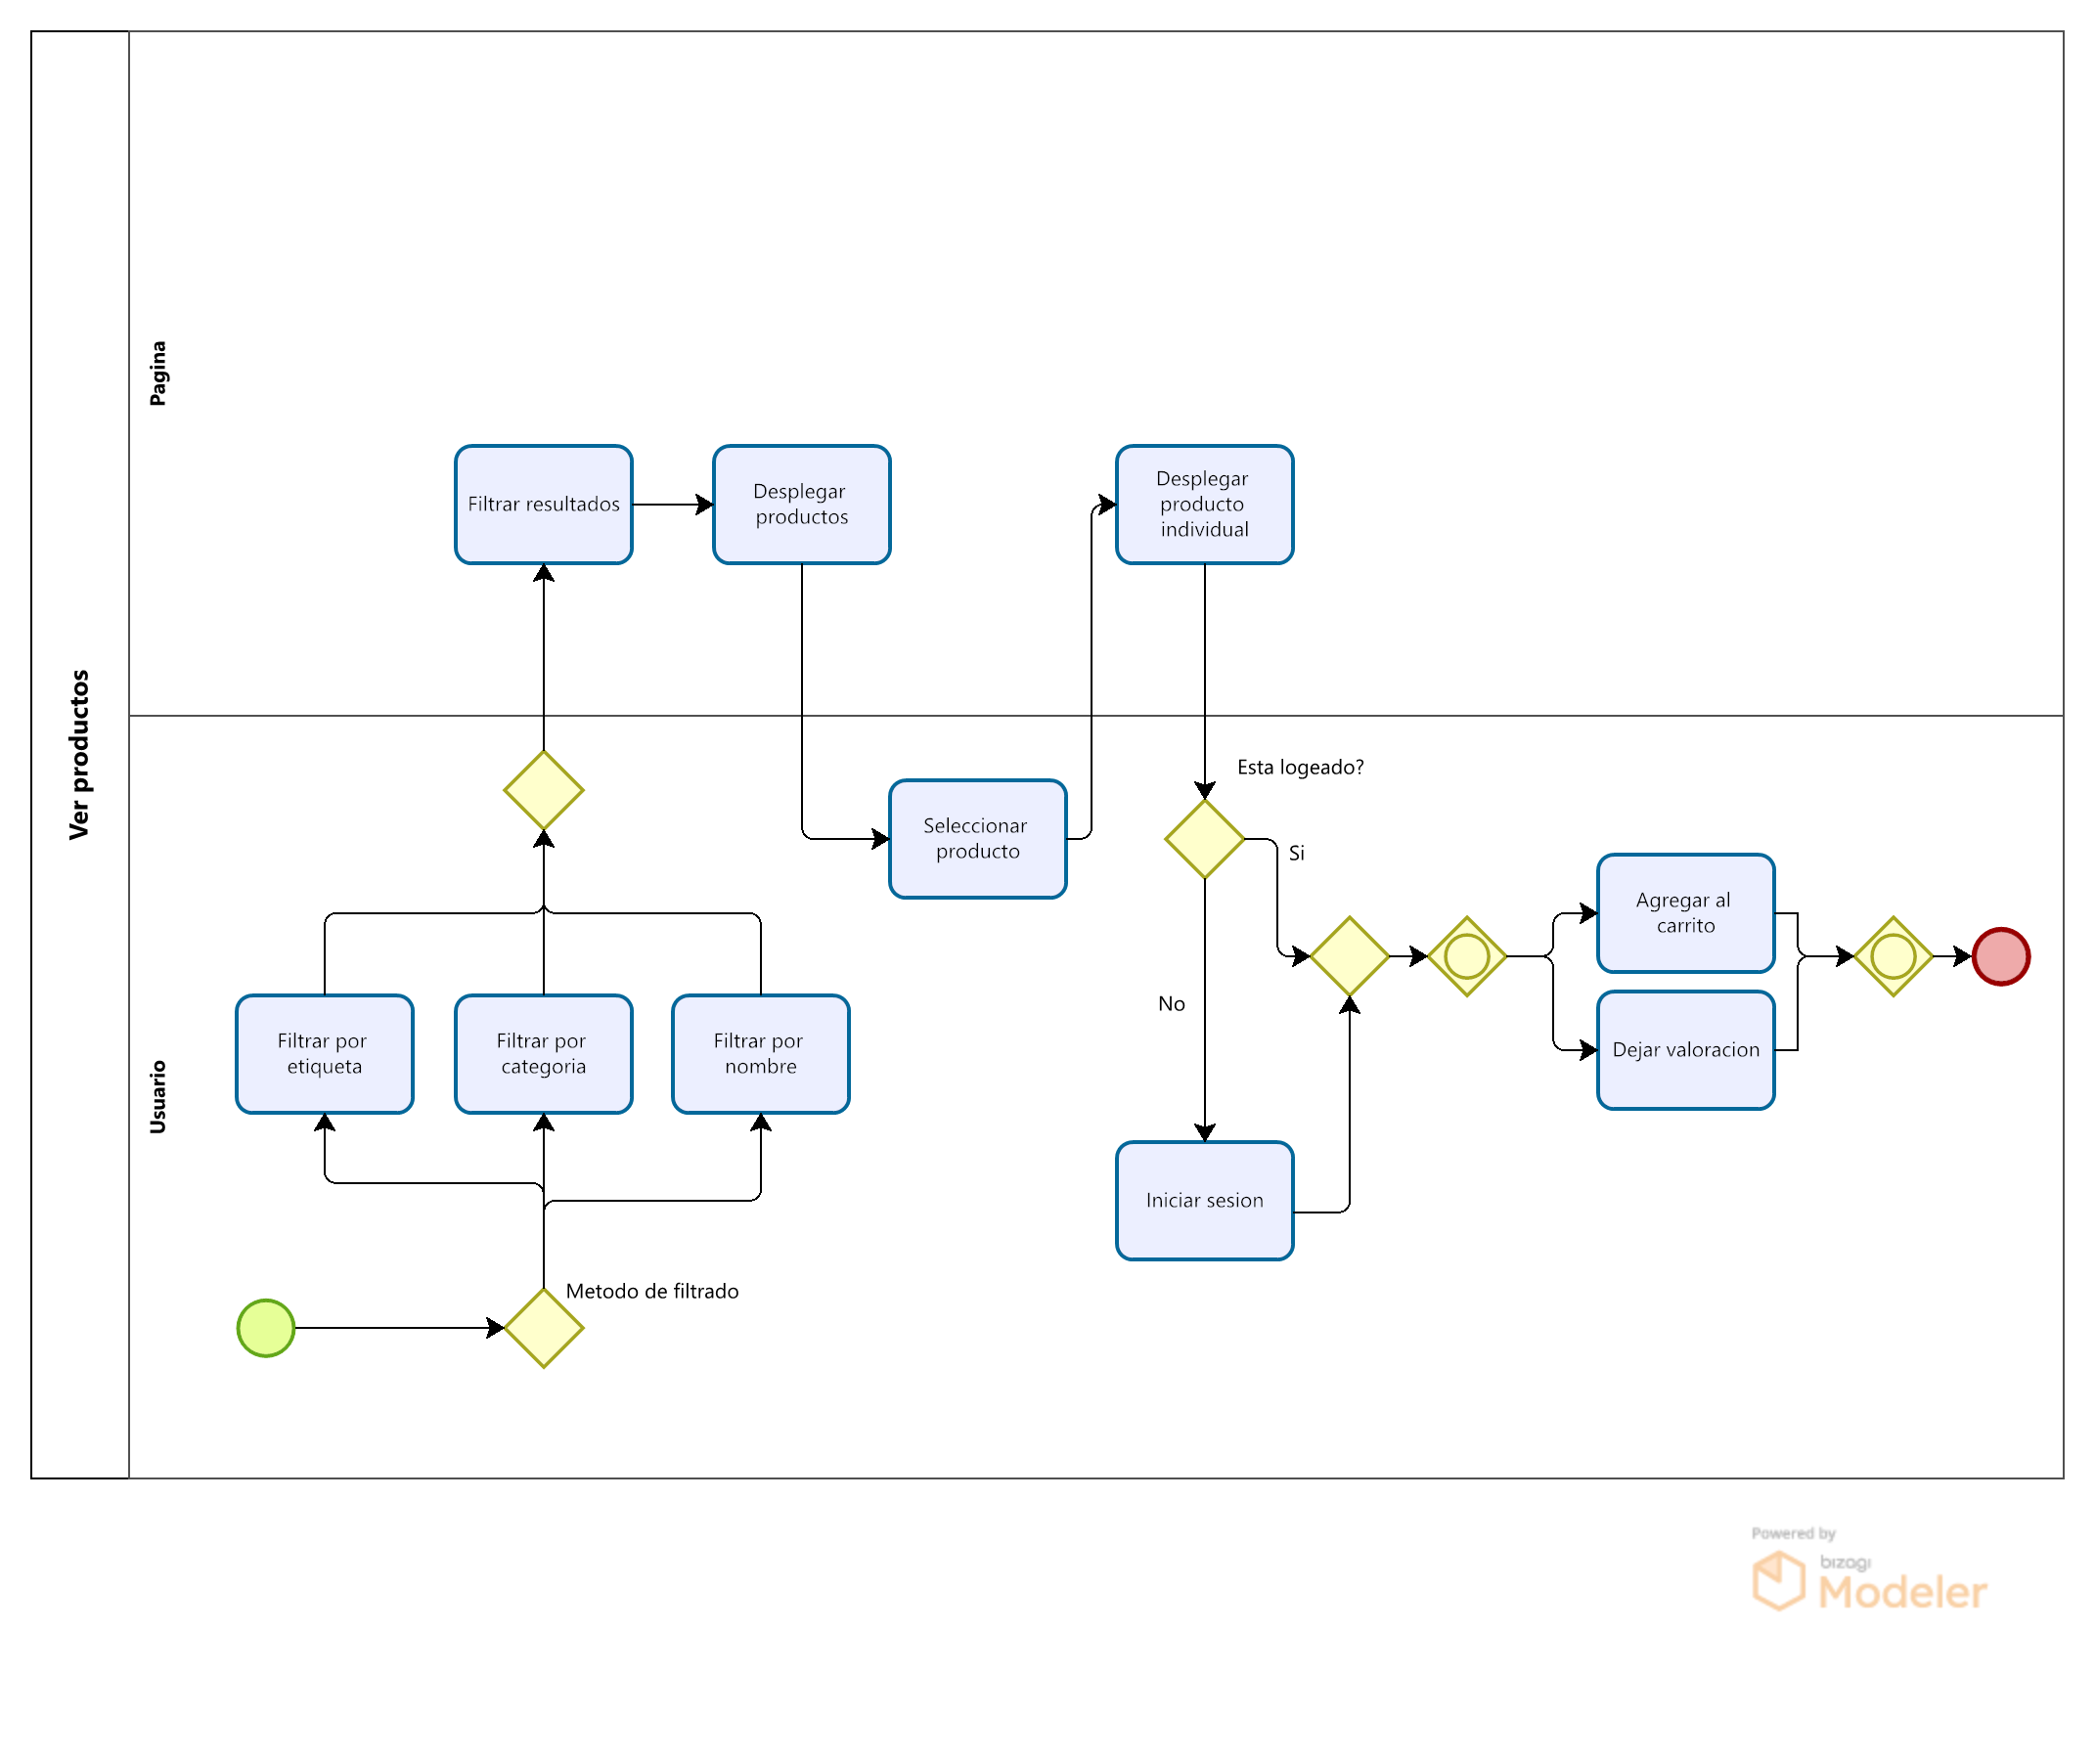 Ver productos
Pagina
Filtrar resultados
Desplegar
productos
Desplegar
producto
individual
Usuario
Esta logeado?
Seleccionar
producto
Si
Agregar al
carrito
No
Filtrar por
etiqueta
Filtrar por
categoria
Filtrar por
nombre
Dejar valoracion
Iniciar sesion
Metodo de filtrado
Powered by
bizagi
Modeler